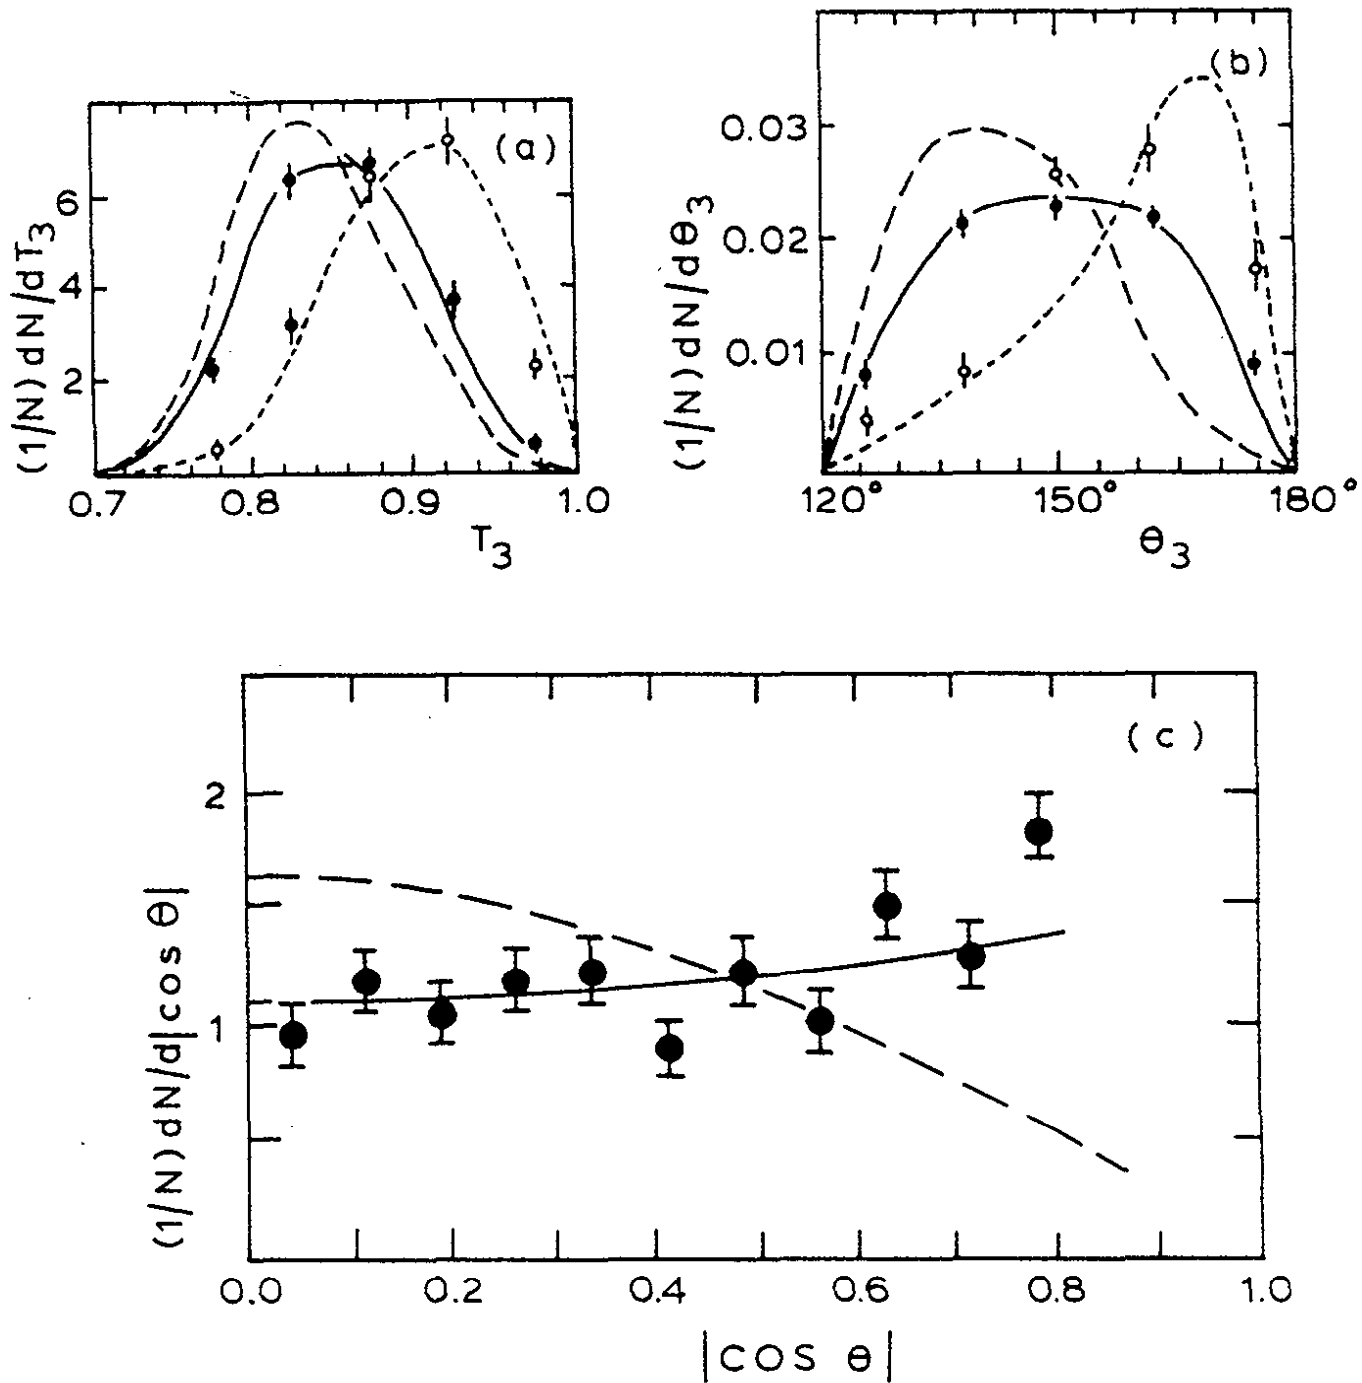 (a)
(1/N) dN/dT3
6
4
2
0.7 0.8 0.9 1.0
T3
(b)
(1/N) dN/dθ3
0.03
0.02
0.01
120° 150° 180°
θ3
(c)
(1/N) dN/d|cos θ|
2
1
0.0 0.2 0.4 0.6 0.8 1.0
|COS θ|